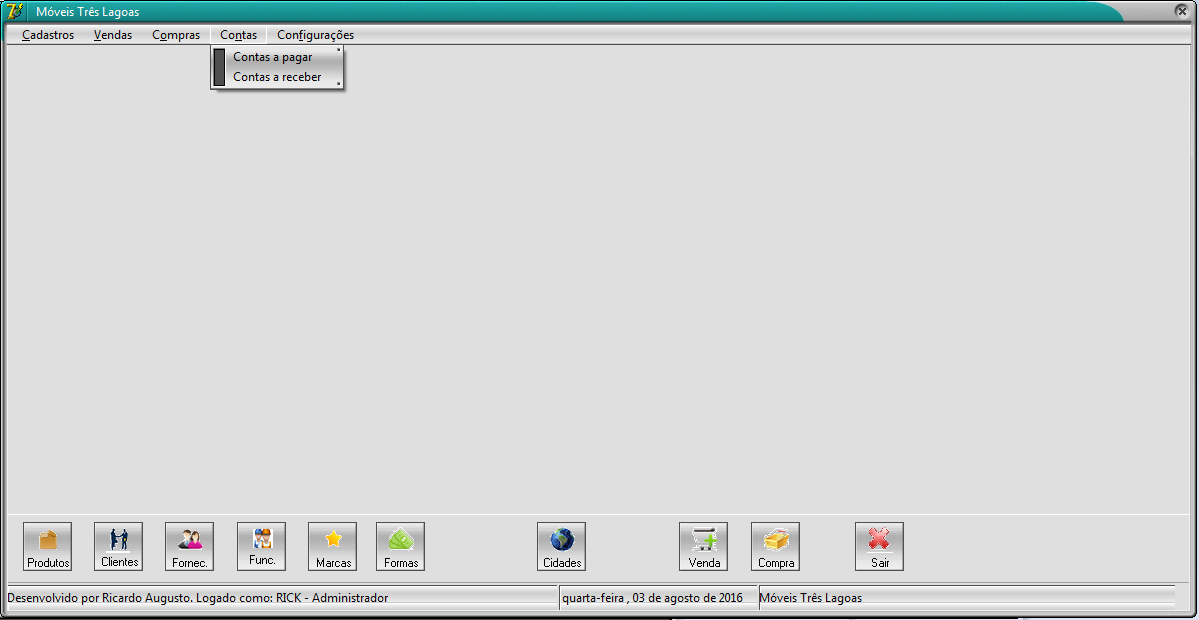 Móveis Três Lagoas
Cadastros Vendas Compras Contas Configurações
Contas a pagar
Contas a receber
Produtos Clientes Fornec. Func. Marcas Formas Cidades Venda Compra Sair
Desenvolvido por Ricardo Augusto. Logado como: RICK - Administrador quarta-feira , 03 de agosto de 2016 Móveis Três Lagoas